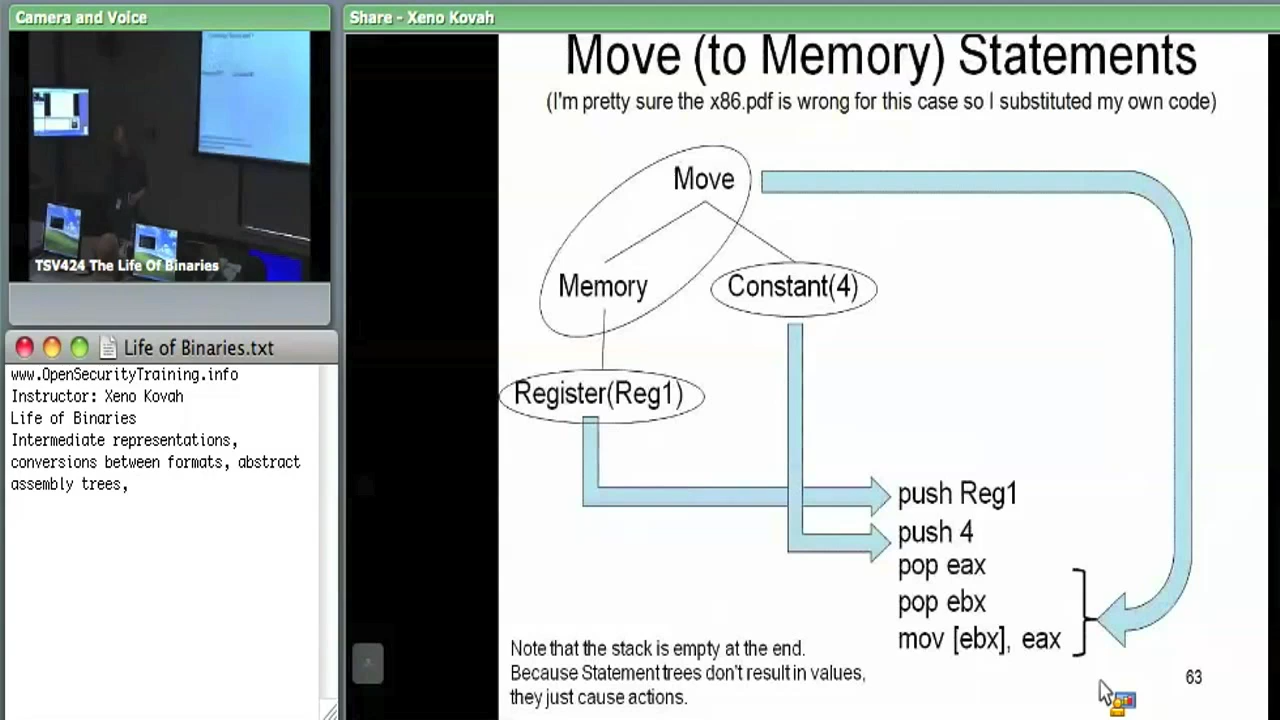 Camera and Voice
TSV424 The Life Of Binaries
Life of Binaries.txt
www.OpenSecurityTraining.info
Instructor: Xeno Kovah
Life of Binaries
Intermediate representations,
conversions between formats, abstract
assembly trees,
Share - Xeno Kovah
Move (to Memory) Statements
(I'm pretty sure the x86.pdf is wrong for this case so I substituted my own code)
Move
Memory
Constant(4)
Register(Reg1)
push Reg1
push 4
pop eax
pop ebx
mov [ebx], eax
Note that the stack is empty at the end.
Because Statement trees don't result in values,
they just cause actions.
63